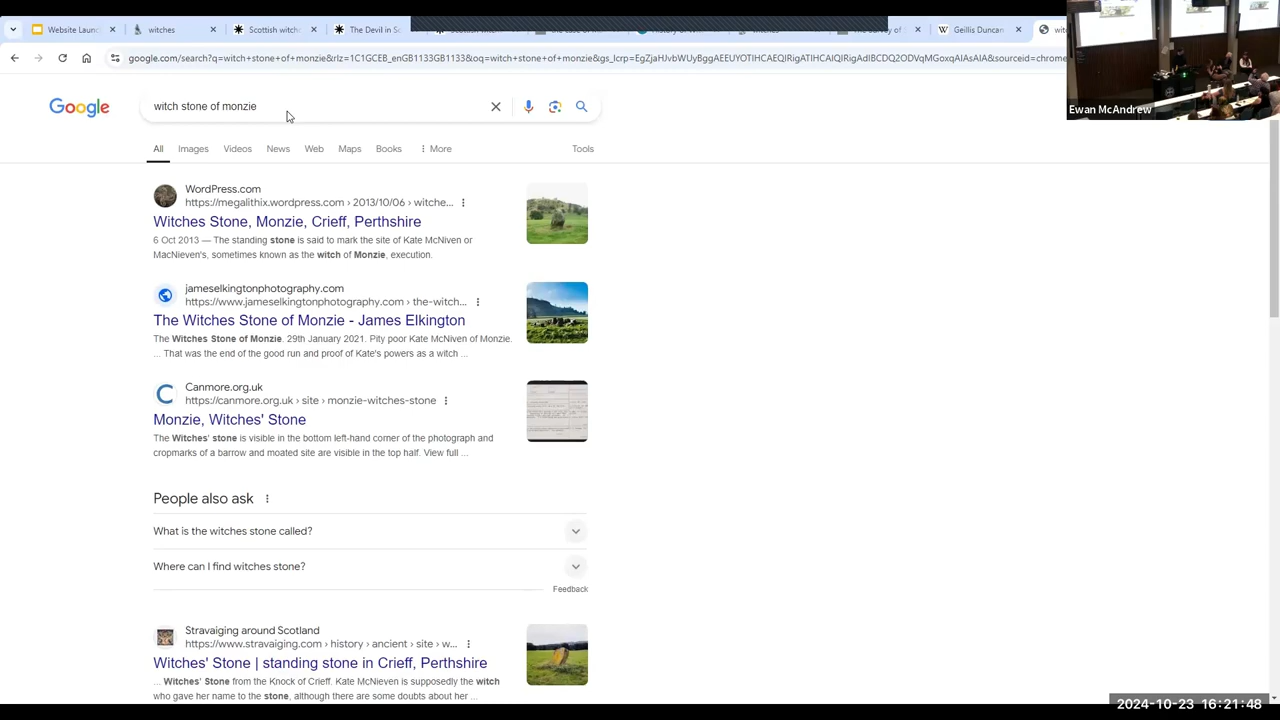 Website Laun
witches
Scottish witch
The Devil in Sc
Geillis Duncan
wit
google.com/search?q=witch+stone+of+monzie&rlz=1C1GCEB_enGB1133GB1133&oq=witch+stone+of+monzie&gs_lcrp=EgZjaHJvbWUyBggAEEUYOTIHCAEQIRigATIHCAIQIRigAdIBCDQ2ODVqMGoxqAIAsAIA&sourceid=chrome
Ewan McAndrew
Google
witch stone of monzie
All Images Videos News Web Maps Books More Tools
WordPress.com
https://megalithix.wordpress.com › 2013/10/06 › witche...
Witches Stone, Monzie, Crieff, Perthshire
6 Oct 2013 — The standing stone is said to mark the site of Kate McNiven or
MacNieven's, sometimes known as the witch of Monzie, execution.
jameselkingtonphotography.com
https://www.jameselkingtonphotography.com › the-witch...
The Witches Stone of Monzie - James Elkington
The Witches Stone of Monzie. 29th January 2021. Pity poor Kate McNiven of Monzie.
... That was the end of the good run and proof of Kate's powers as a witch ...
Canmore.org.uk
https://canmore.org.uk › site › monzie-witches-stone
Monzie, Witches' Stone
The Witches' stone is visible in the bottom left-hand corner of the photograph and
cropmarks of a barrow and moated site are visible in the top half. View full ...
People also ask
What is the witches stone called?
Where can I find witches stone?
Feedback
Stravaiging around Scotland
https://www.stravaiging.com › history › ancient › site › w...
Witches' Stone | standing stone in Crieff, Perthshire
... Witches' Stone from the Knock of Crieff. Kate McNieven is supposedly the witch
who gave her name to the stone, although there are some doubts about her ...
2024-10-23 16:21:48